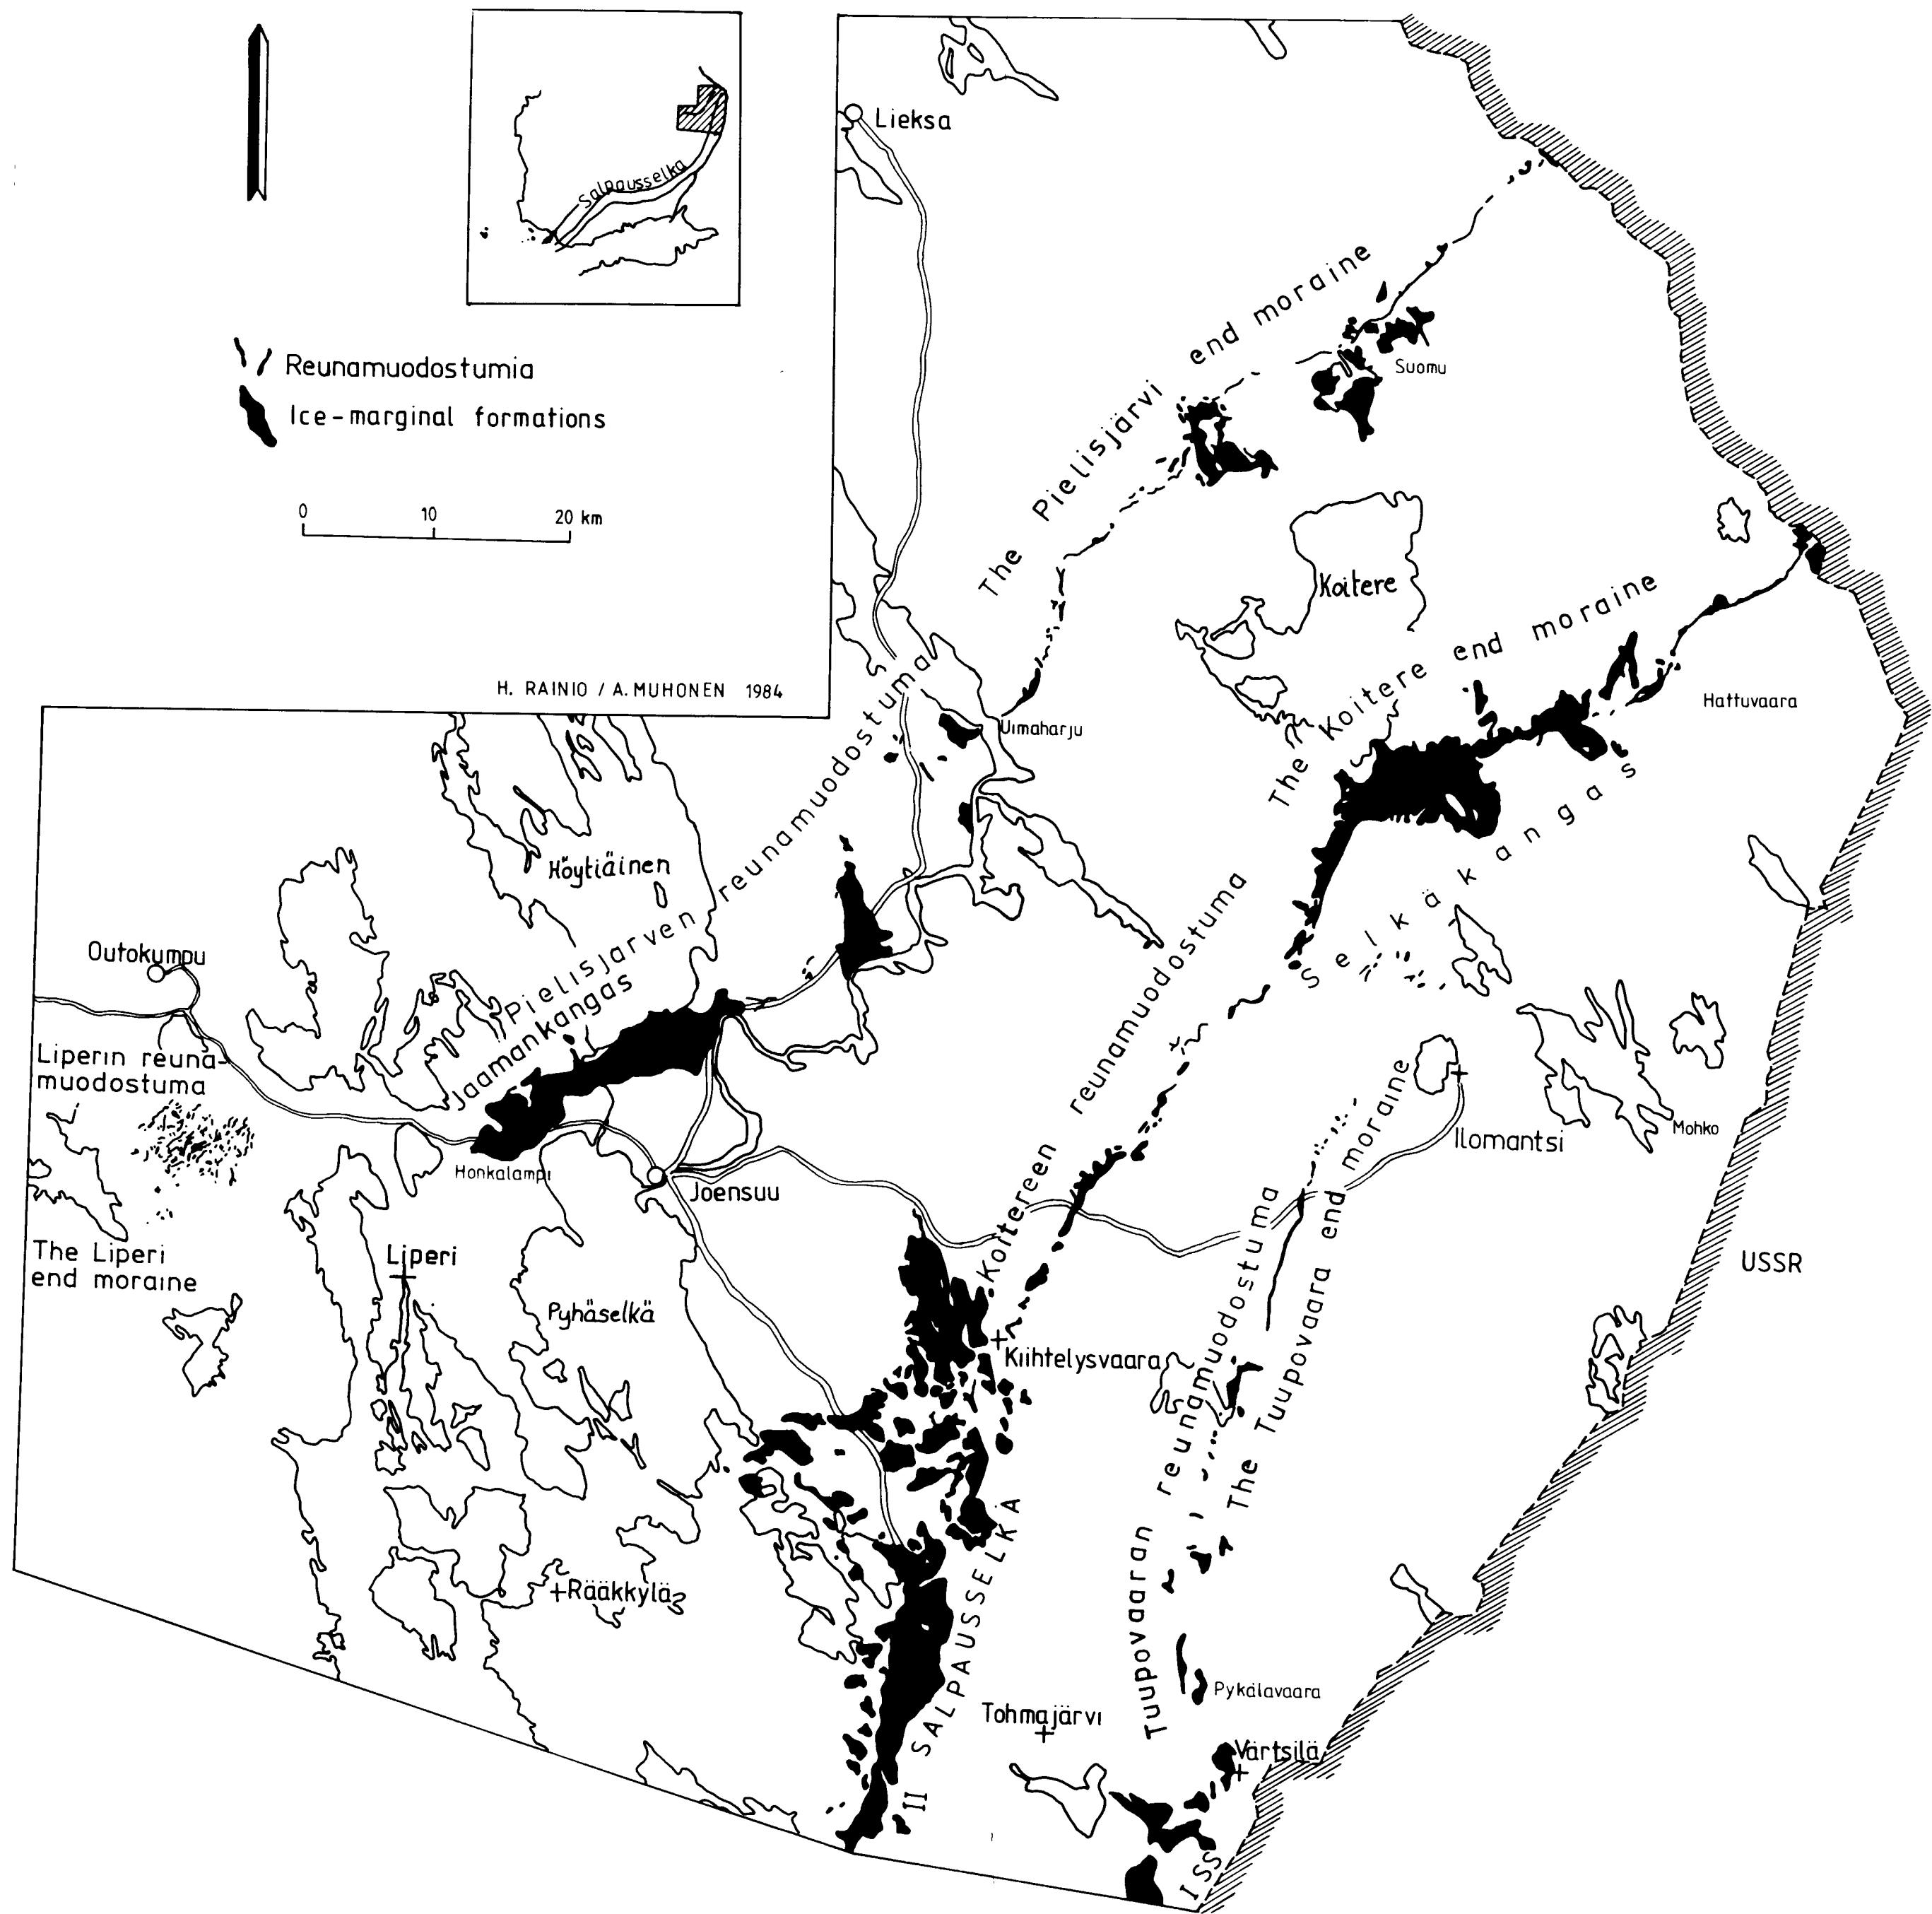 Salpausselka
Lieksa
Reunamuodostumia
Ice-marginal formations
0 10 20 km
H. RAINIO / A. MUHONEN 1984
The Pielisjärvi end moraine
Suomu
Koitere
The Koitere end moraine
Hattuvaara
Uimaharju
Selkäkangas
Höytiäinen
Pielisjarven reunamuodostuma
Jaamankangas
Outokumpu
Liperin reuna-
muodostuma
Honkalampi
Joensuu
The Liperi
end moraine
Liperi
Pyhäselkä
Koitereen reunamuodostuma
Kiihtelysvaara
Ilomantsi
Mohko
USSR
Tuupovaaran reunamuodostuma
The Tuupovaara end moraine
Rääkkylä
II SALPAUSSELKÄ
Tohmajärvi
Pykälavaara
Värtsilä
I SS